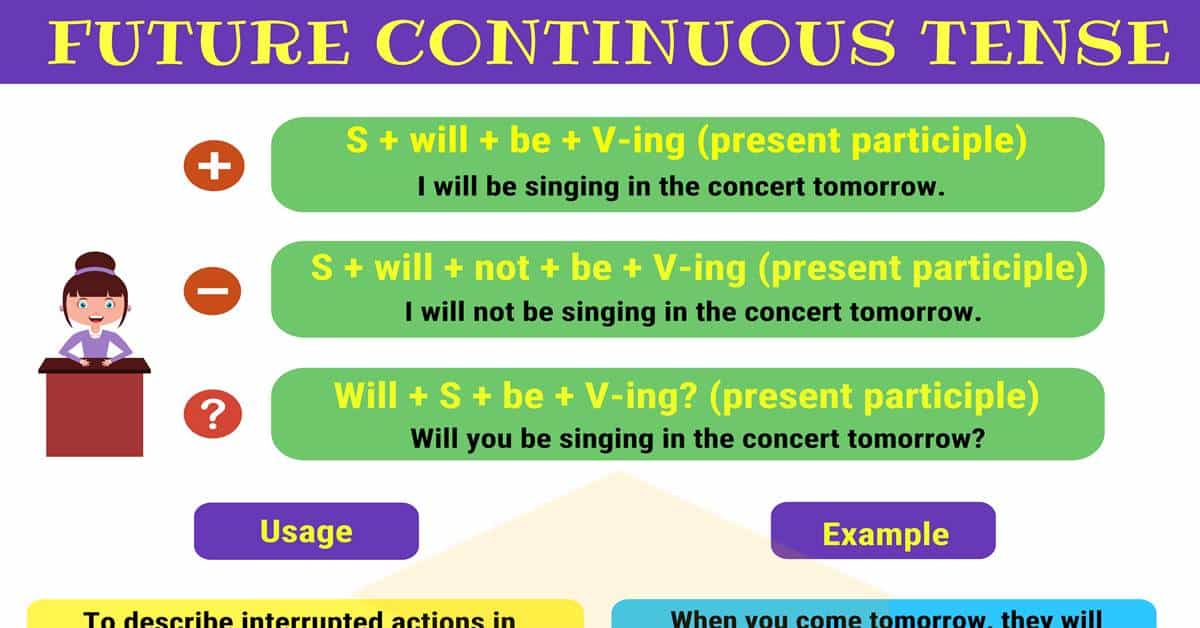 FUTURE CONTINUOUS TENSE
+
S + will + be + V-ing (present participle)
I will be singing in the concert tomorrow.
−
S + will + not + be + V-ing (present participle)
I will not be singing in the concert tomorrow.
?
Will + S + be + V-ing? (present participle)
Will you be singing in the concert tomorrow?
Usage
Example
To describe interrupted actions in
When you come tomorrow, they will